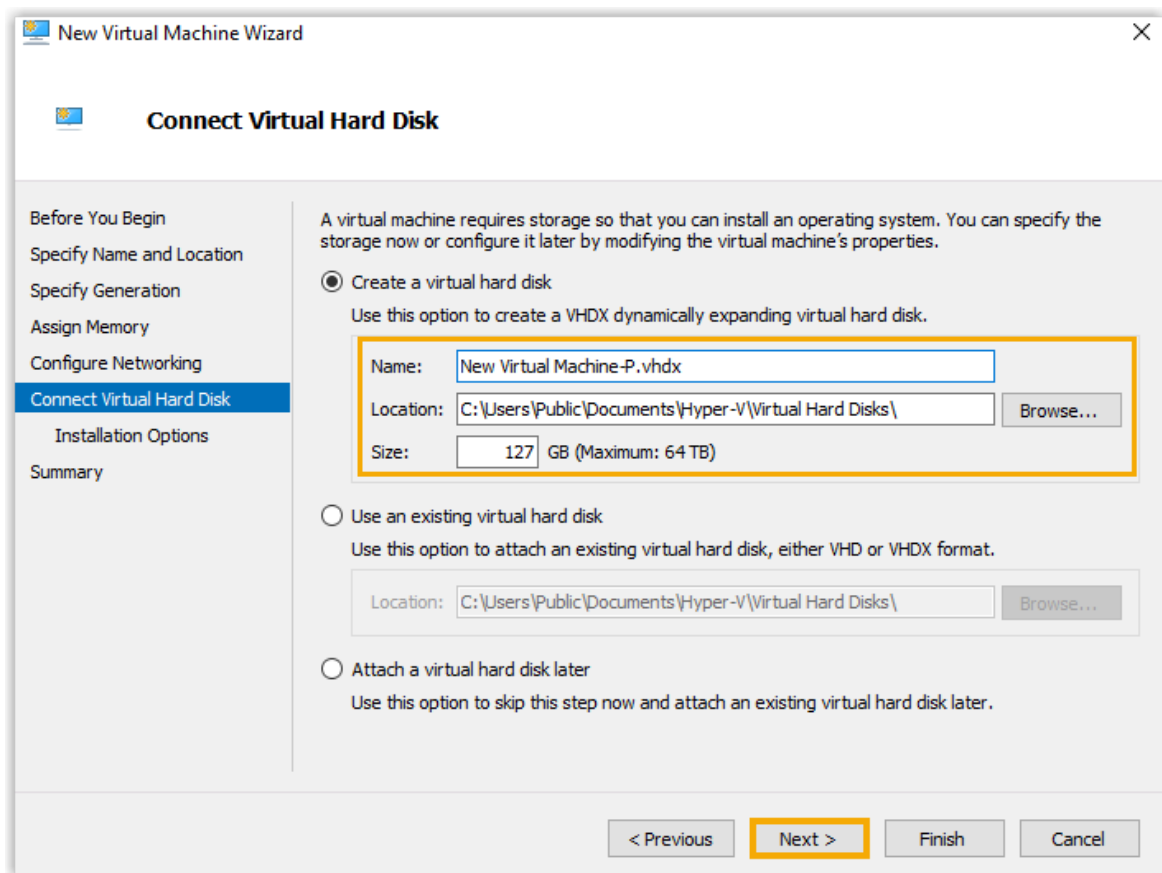 New Virtual Machine Wizard
Connect Virtual Hard Disk
Before You Begin
Specify Name and Location
Specify Generation
Assign Memory
Configure Networking
Connect Virtual Hard Disk
Installation Options
Summary
A virtual machine requires storage so that you can install an operating system. You can specify the
storage now or configure it later by modifying the virtual machine's properties.
Create a virtual hard disk
Use this option to create a VHDX dynamically expanding virtual hard disk.
Name: New Virtual Machine-P.vhdx
Location: C:\Users\Public\Documents\Hyper-V\Virtual Hard Disks\ Browse...
Size: 127 GB (Maximum: 64 TB)
Use an existing virtual hard disk
Use this option to attach an existing virtual hard disk, either VHD or VHDX format.
Location: C:\Users\Public\Documents\Hyper-V\Virtual Hard Disks\ Browse...
Attach a virtual hard disk later
Use this option to skip this step now and attach an existing virtual hard disk later.
< Previous Next > Finish Cancel